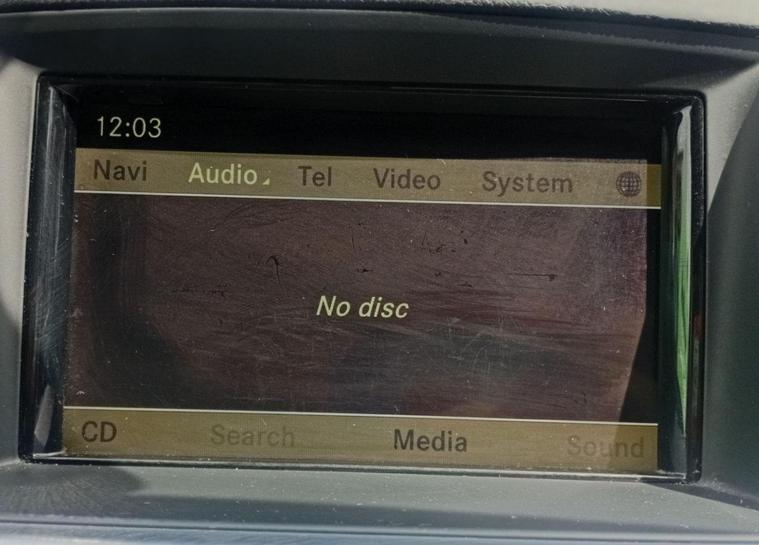 12:03
Navi Audio Tel Video System
No disc
CD Search Media Sound